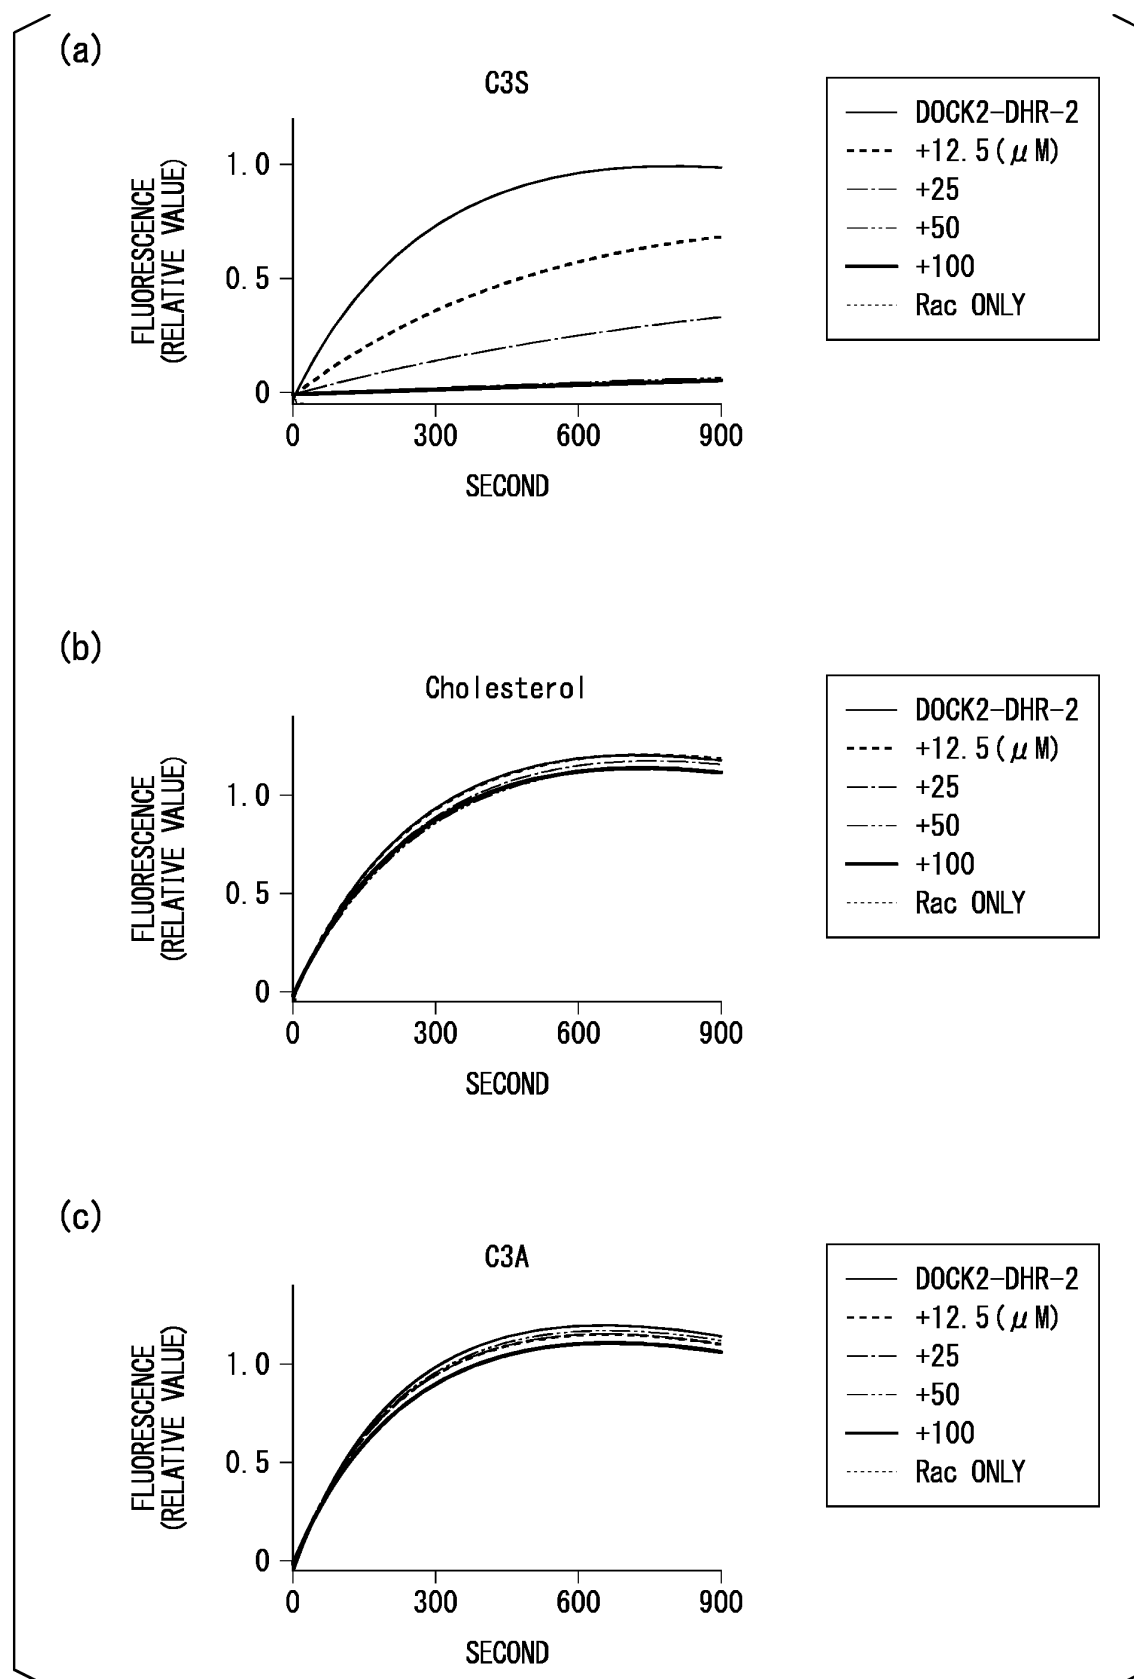 (a)
C3S
FLUORESCENCE
(RELATIVE VALUE)
1.0
0.5
0
0 300 600 900
SECOND
DOCK2-DHR-2
+12.5(μM)
+25
+50
+100
Rac ONLY
(b)
Cholesterol
FLUORESCENCE
(RELATIVE VALUE)
1.0
0.5
0
0 300 600 900
SECOND
DOCK2-DHR-2
+12.5(μM)
+25
+50
+100
Rac ONLY
(c)
C3A
FLUORESCENCE
(RELATIVE VALUE)
1.0
0.5
0
0 300 600 900
SECOND
DOCK2-DHR-2
+12.5(μM)
+25
+50
+100
Rac ONLY